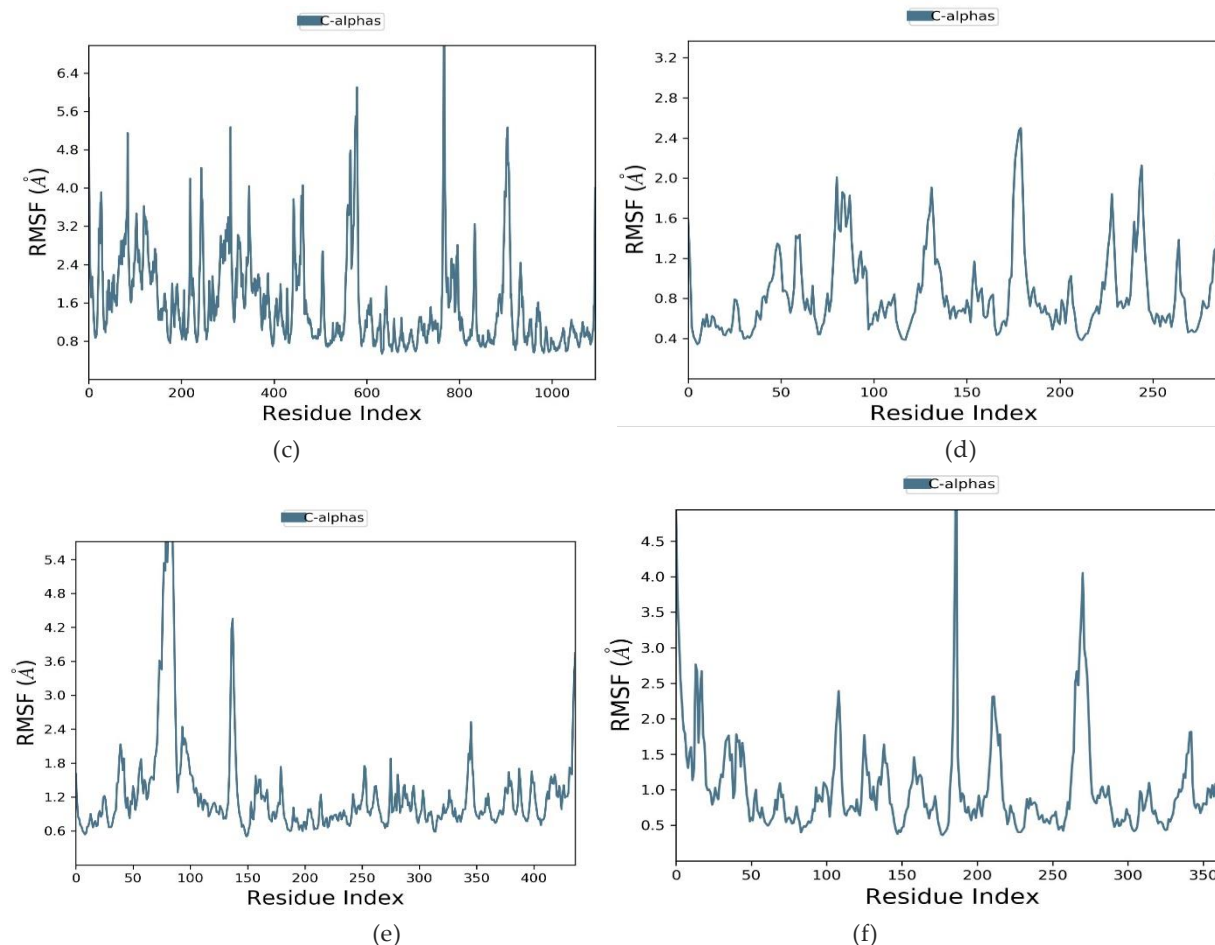 C-alphas
6.4
5.6
4.8
4.0
3.2
2.4
1.6
0.8
RMSF (Å)
0 200 400 600 800 1000
Residue Index
(c)
C-alphas
3.2
2.8
2.4
2.0
1.6
1.2
0.8
0.4
RMSF (Å)
0 50 100 150 200 250
Residue Index
(d)
C-alphas
5.4
4.8
4.2
3.6
3.0
2.4
1.8
1.2
0.6
RMSF (Å)
0 50 100 150 200 250 300 350 400
Residue Index
(e)
C-alphas
4.5
4.0
3.5
3.0
2.5
2.0
1.5
1.0
0.5
RMSF (Å)
0 50 100 150 200 250 300 350
Residue Index
(f)